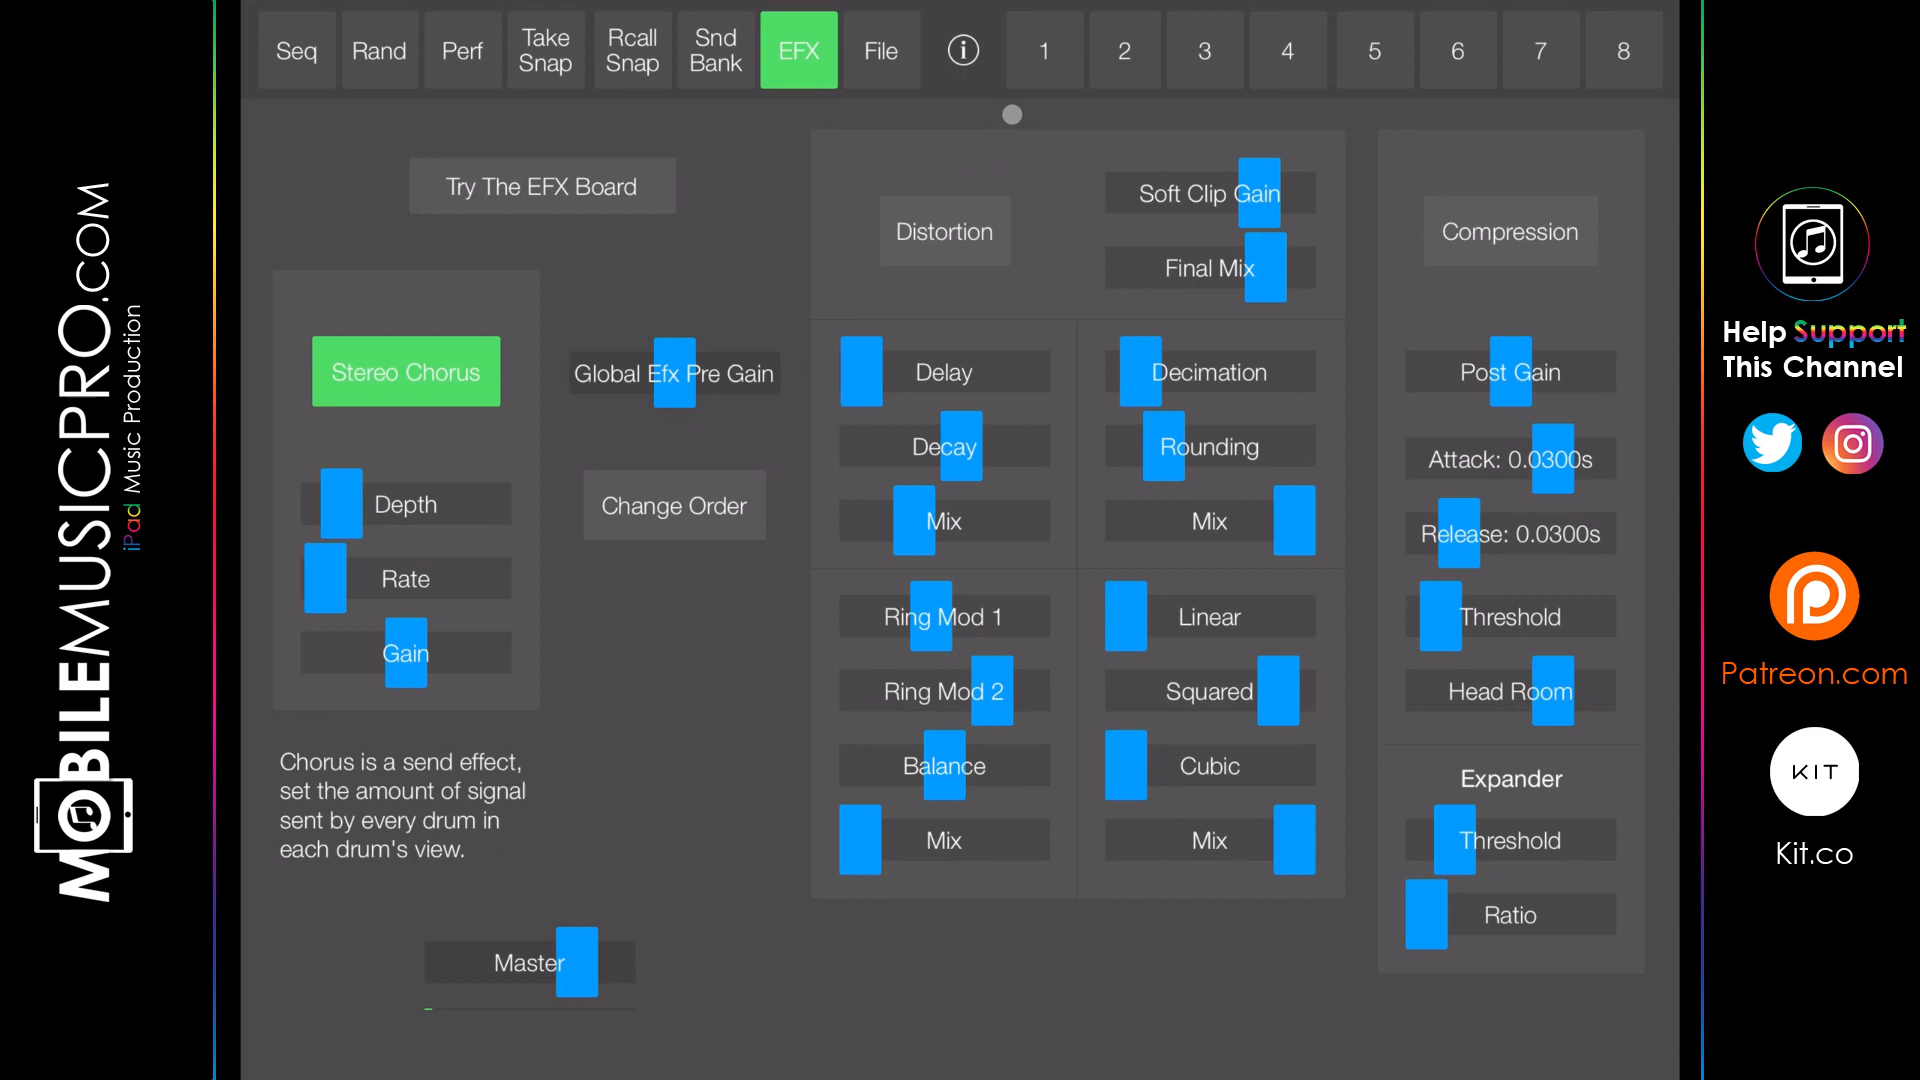 MOBILEMUSICPRO.COM
iPad Music Production
Seq
Rand
Perf
Take
Snap
Rcall
Snap
Snd
Bank
EFX
File
i
1
2
3
4
5
6
7
8
Try The EFX Board
Stereo Chorus
Depth
Rate
Gain
Global Efx Pre Gain
Change Order
Chorus is a send effect,
set the amount of signal
sent by every drum in
each drum's view.
Master
Distortion
Soft Clip Gain
Final Mix
Delay
Decay
Mix
Decimation
Rounding
Mix
Ring Mod 1
Ring Mod 2
Balance
Mix
Linear
Squared
Cubic
Mix
Compression
Post Gain
Attack: 0.0300s
Release: 0.0300s
Threshold
Head Room
Expander
Threshold
Ratio
Help Support
This Channel
Patreon.com
KIT
Kit.co